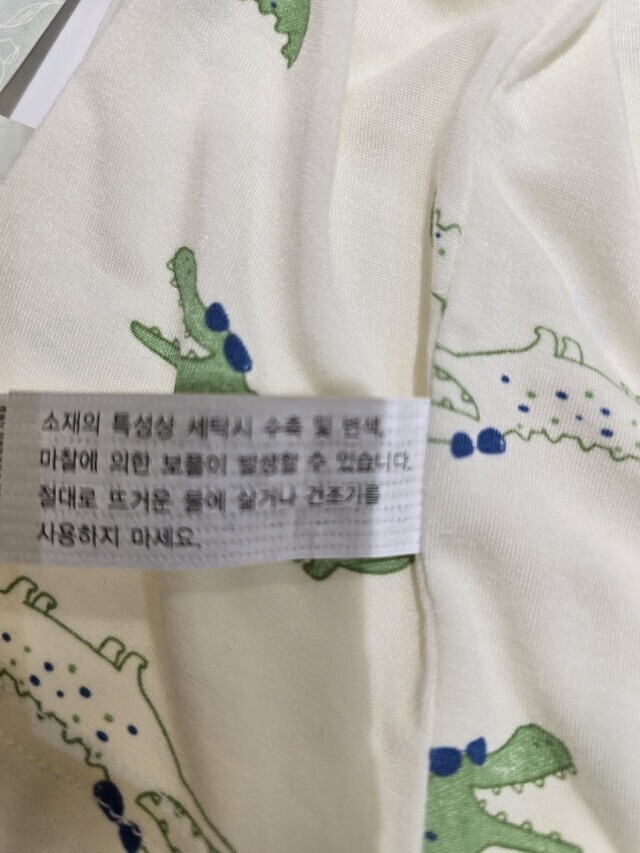 소재의 특성상 세탁시 수축 및 변색,
마찰에 의한 보풀이 발생할 수 있습니다.
절대로 뜨거운 물에 삶거나 건조기를
사용하지 마세요.